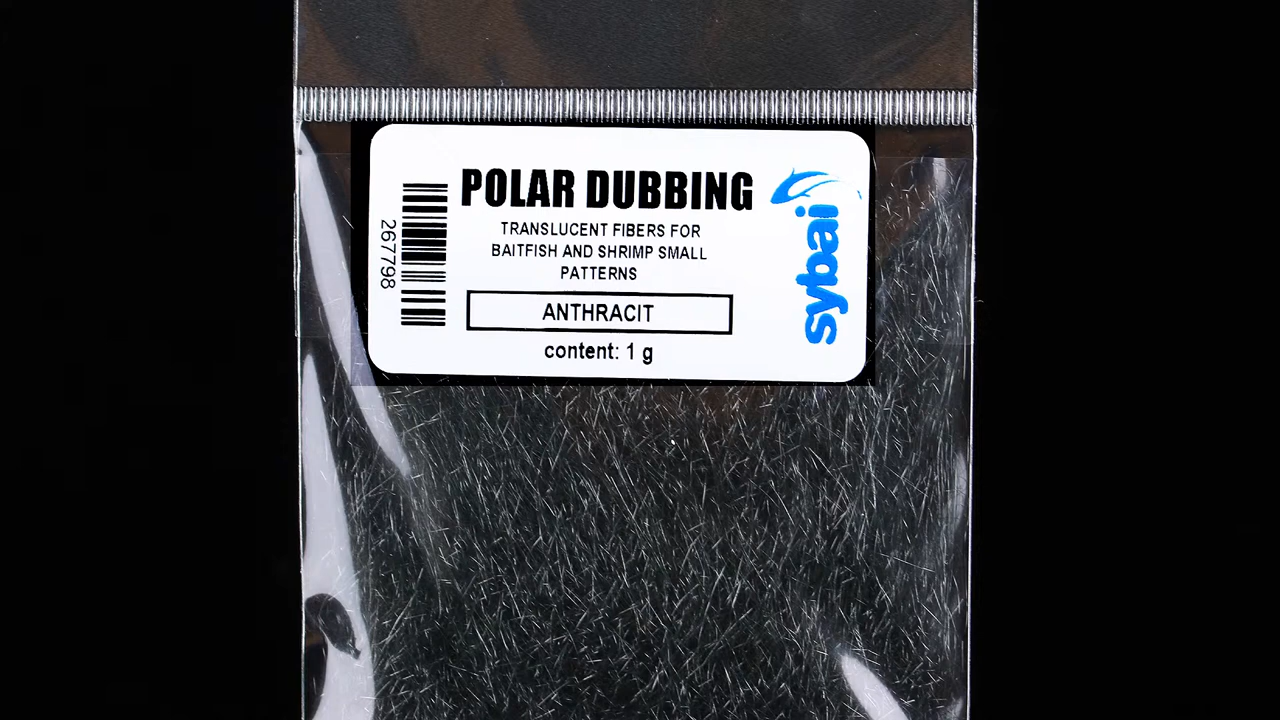 POLAR DUBBING
TRANSLUCENT FIBERS FOR
BAITFISH AND SHRIMP SMALL
PATTERNS
ANTHRACIT
content: 1 g
267798
sybai